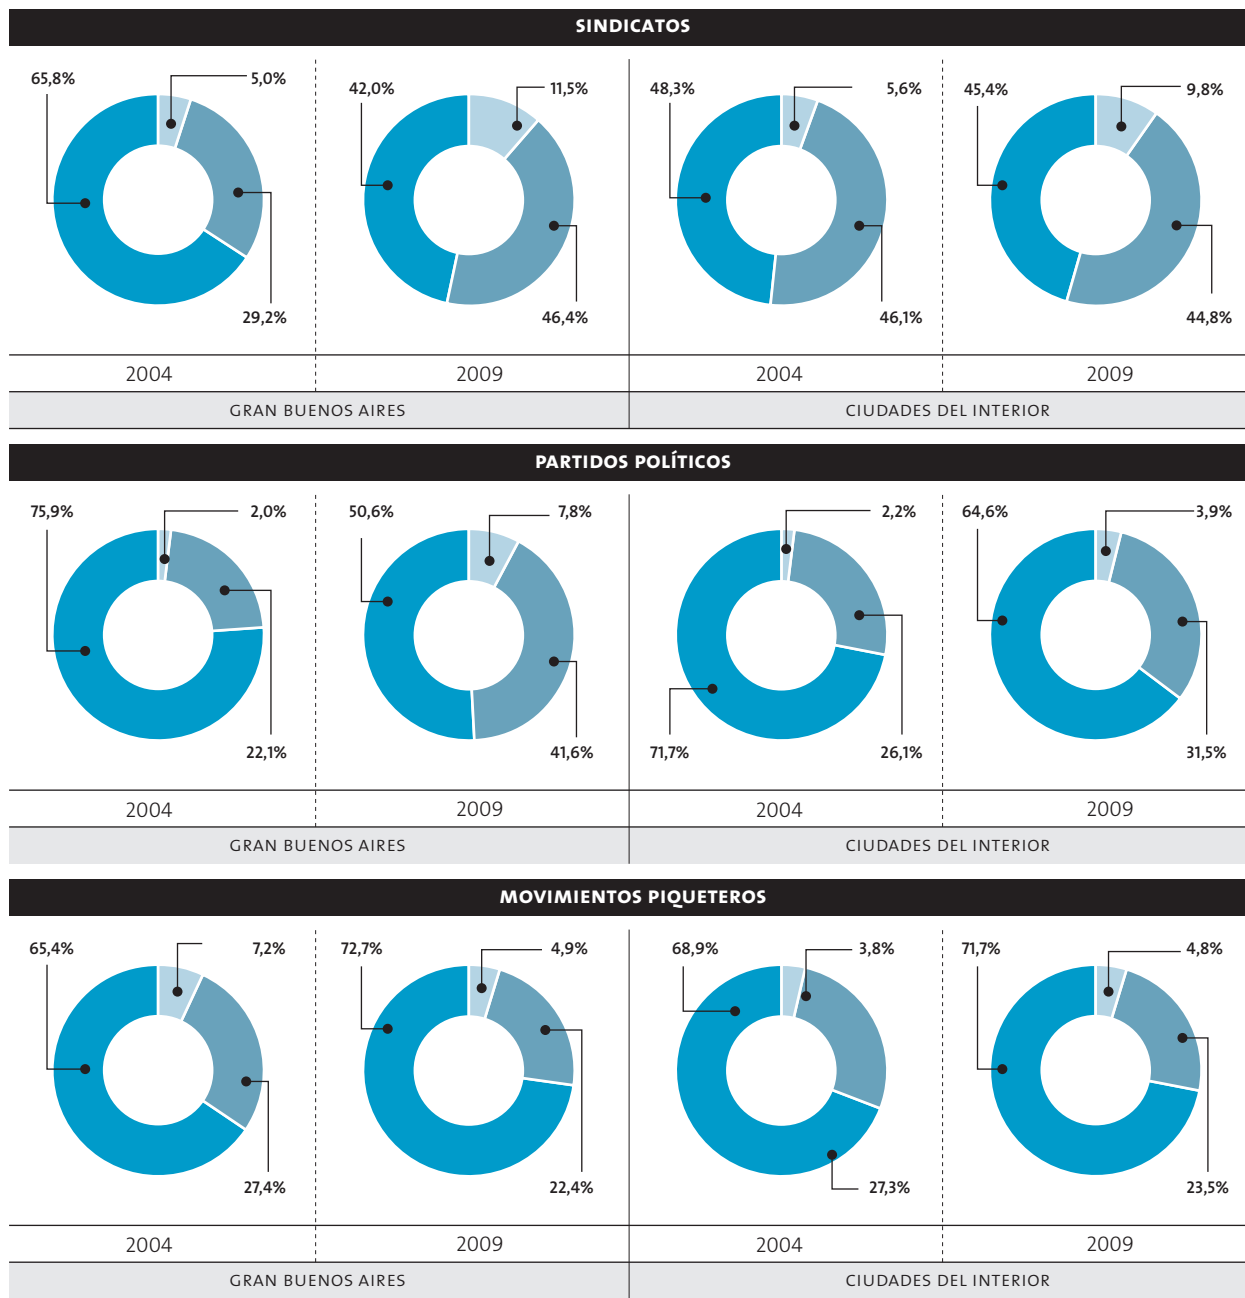 SINDICATOS
65,8% 5,0% 42,0% 11,5% 48,3% 5,6% 45,4% 9,8%
29,2% 46,4% 46,1% 44,8%
2004 2009 2004 2009
GRAN BUENOS AIRES CIUDADES DEL INTERIOR
PARTIDOS POLÍTICOS
75,9% 2,0% 50,6% 7,8% 2,2% 64,6% 3,9%
22,1% 41,6% 71,7% 26,1% 31,5%
2004 2009 2004 2009
GRAN BUENOS AIRES CIUDADES DEL INTERIOR
MOVIMIENTOS PIQUETEROS
65,4% 7,2% 72,7% 4,9% 68,9% 3,8% 71,7% 4,8%
27,4% 22,4% 27,3% 23,5%
2004 2009 2004 2009
GRAN BUENOS AIRES CIUDADES DEL INTERIOR